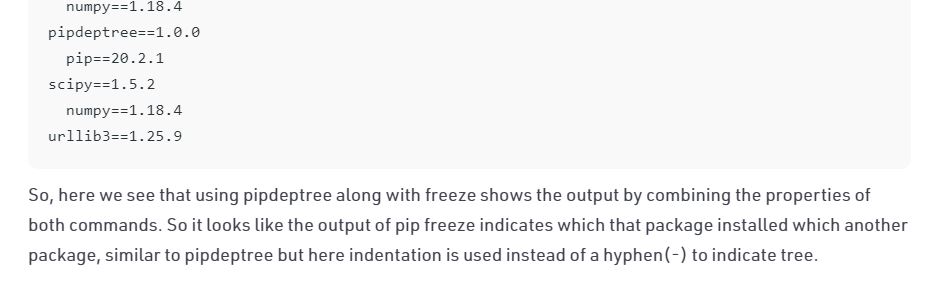 numpy==1.18.4
pipdeptree==1.0.0
  pip==20.2.1
scipy==1.5.2
  numpy==1.18.4
urllib3==1.25.9
So, here we see that using pipdeptree along with freeze shows the output by combining the properties of
both commands. So it looks like the output of pip freeze indicates which that package installed which another
package, similar to pipdeptree but here indentation is used instead of a hyphen(-) to indicate tree.